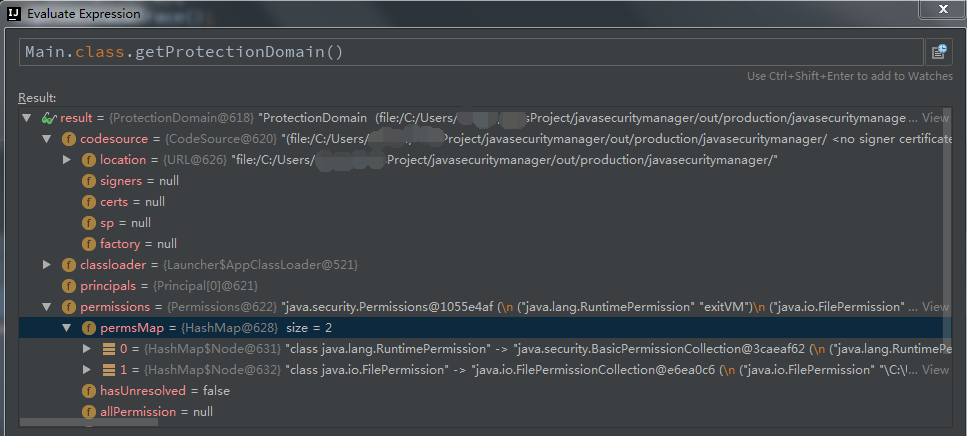 Evaluate Expression
Main.class.getProtectionDomain()
Use Ctrl+Shift+Enter to add to Watches
Result:
result = {ProtectionDomain@618} "ProtectionDomain (file:/C:/Users/ sProject/javasecuritymanager/out/production/javasecuritymanage ... View
codesource = {CodeSource@620} "(file:/C:/Users/ Project/javasecuritymanager/out/production/javasecuritymanager/ <no signer certificate
location = {URL@626} "file:/C:/Users/ Project/javasecuritymanager/out/production/javasecuritymanager/"
signers = null
certs = null
sp = null
factory = null
classloader = {Launcher$AppClassLoader@521}
principals = {Principal[0]@621}
permissions = {Permissions@622} "java.security.Permissions@1055e4af (\n ("java.lang.RuntimePermission" "exitVM")\n ("java.io.FilePermission" ... View
permsMap = {HashMap@628} size = 2
0 = {HashMap$Node@631} "class java.lang.RuntimePermission" -> "java.security.BasicPermissionCollection@3caeaf62 (\n ("java.lang.RuntimePe
1 = {HashMap$Node@632} "class java.io.FilePermission" -> "java.io.FilePermissionCollection@e6ea0c6 (\n ("java.io.FilePermission" "\C:\ ... View
hasUnresolved = false
allPermission = null